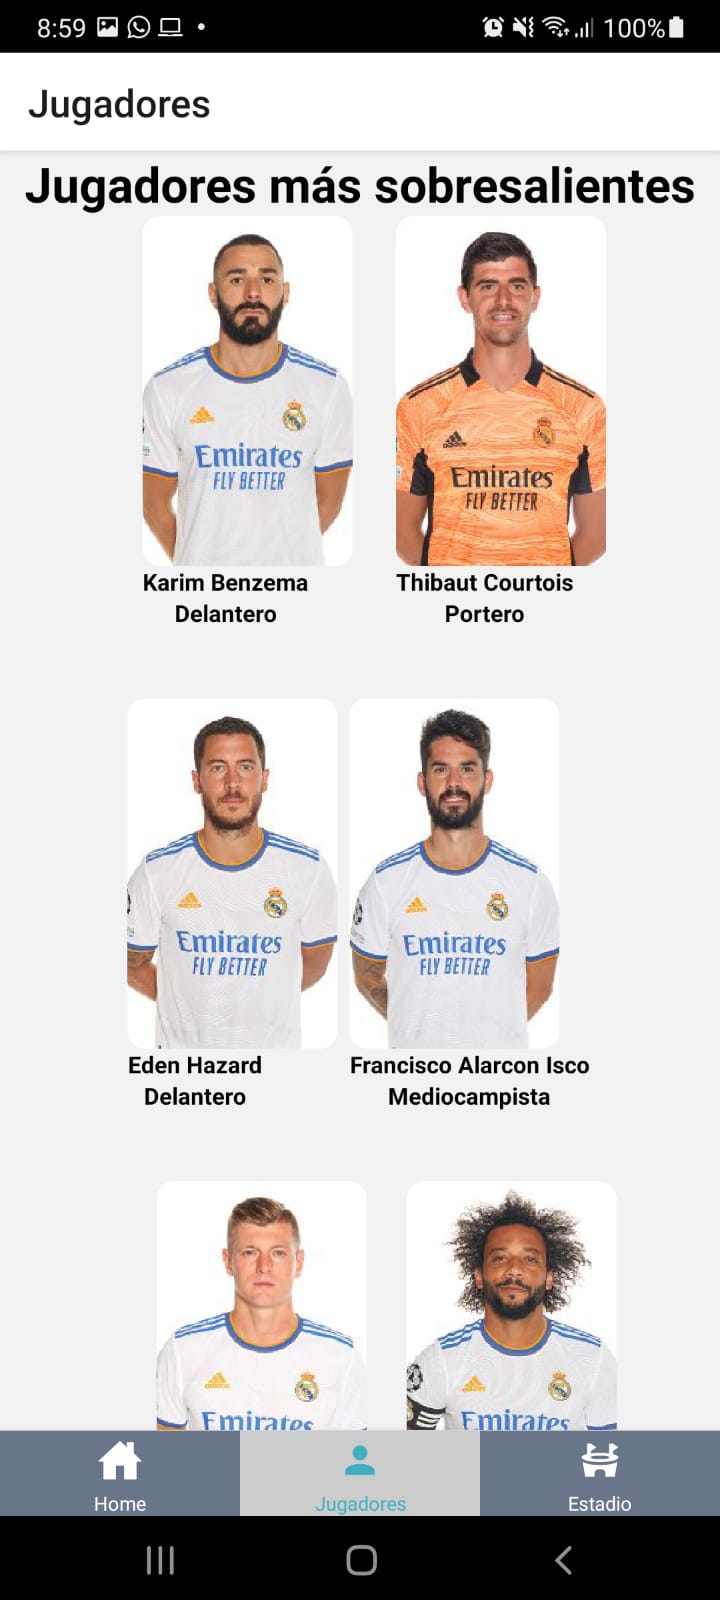 8:59 100%
Jugadores
Jugadores más sobresalientes
Emirates
FLY BETTER
Emirates
FLY BETTER
Karim Benzema
Delantero
Thibaut Courtois
Portero
Emirates
FLY BETTER
Emirates
FLY BETTER
Eden Hazard
Delantero
Francisco Alarcon Isco
Mediocampista
Emirates
Emirates
Home
Jugadores
Estadio